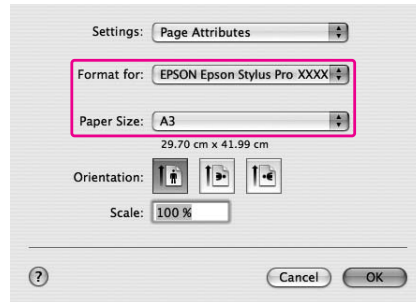 Settings: Page Attributes
Format for: EPSON Epson Stylus Pro XXXX
Paper Size: A3
29.70 cm x 41.99 cm
Orientation:
Scale: 100 %
? Cancel OK